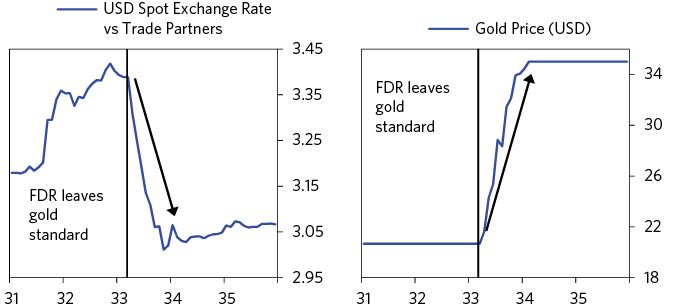 USD Spot Exchange Rate
vs Trade Partners
3.45
3.35
3.25
3.15
3.05
2.95
FDR leaves
gold
standard
31 32 33 34 35
Gold Price (USD)
34
30
26
22
18
FDR leaves
gold
standard
31 32 33 34 35